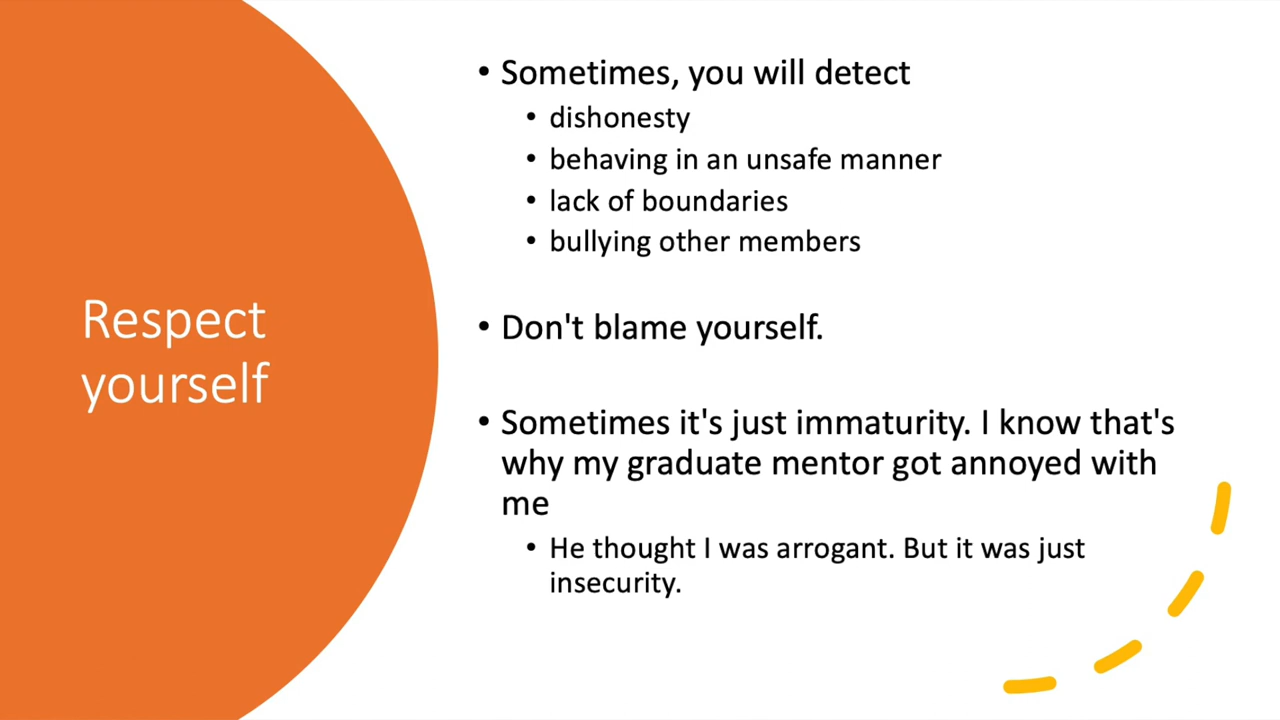 Respect
yourself
• Sometimes, you will detect
• dishonesty
• behaving in an unsafe manner
• lack of boundaries
• bullying other members
• Don't blame yourself.
• Sometimes it's just immaturity. I know that's
why my graduate mentor got annoyed with
me
• He thought I was arrogant. But it was just
insecurity.